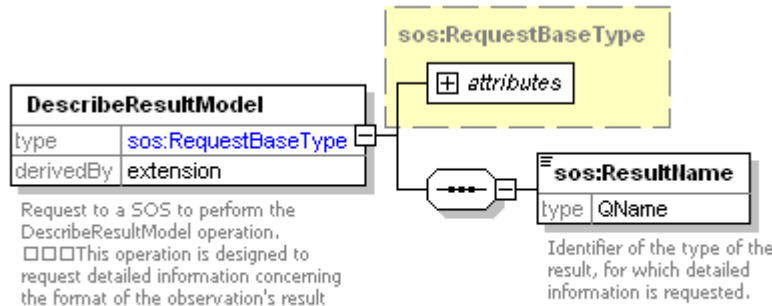 sos:RequestBaseType
attributes
DescribeResultModel
type sos:RequestBaseType
derivedBy extension
Request to a SOS to perform the
DescribeResultModel operation.
□□□This operation is designed to
request detailed information concerning
the format of the observation's result
sos:ResultName
type QName
Identifier of the type of the
result, for which detailed
information is requested.